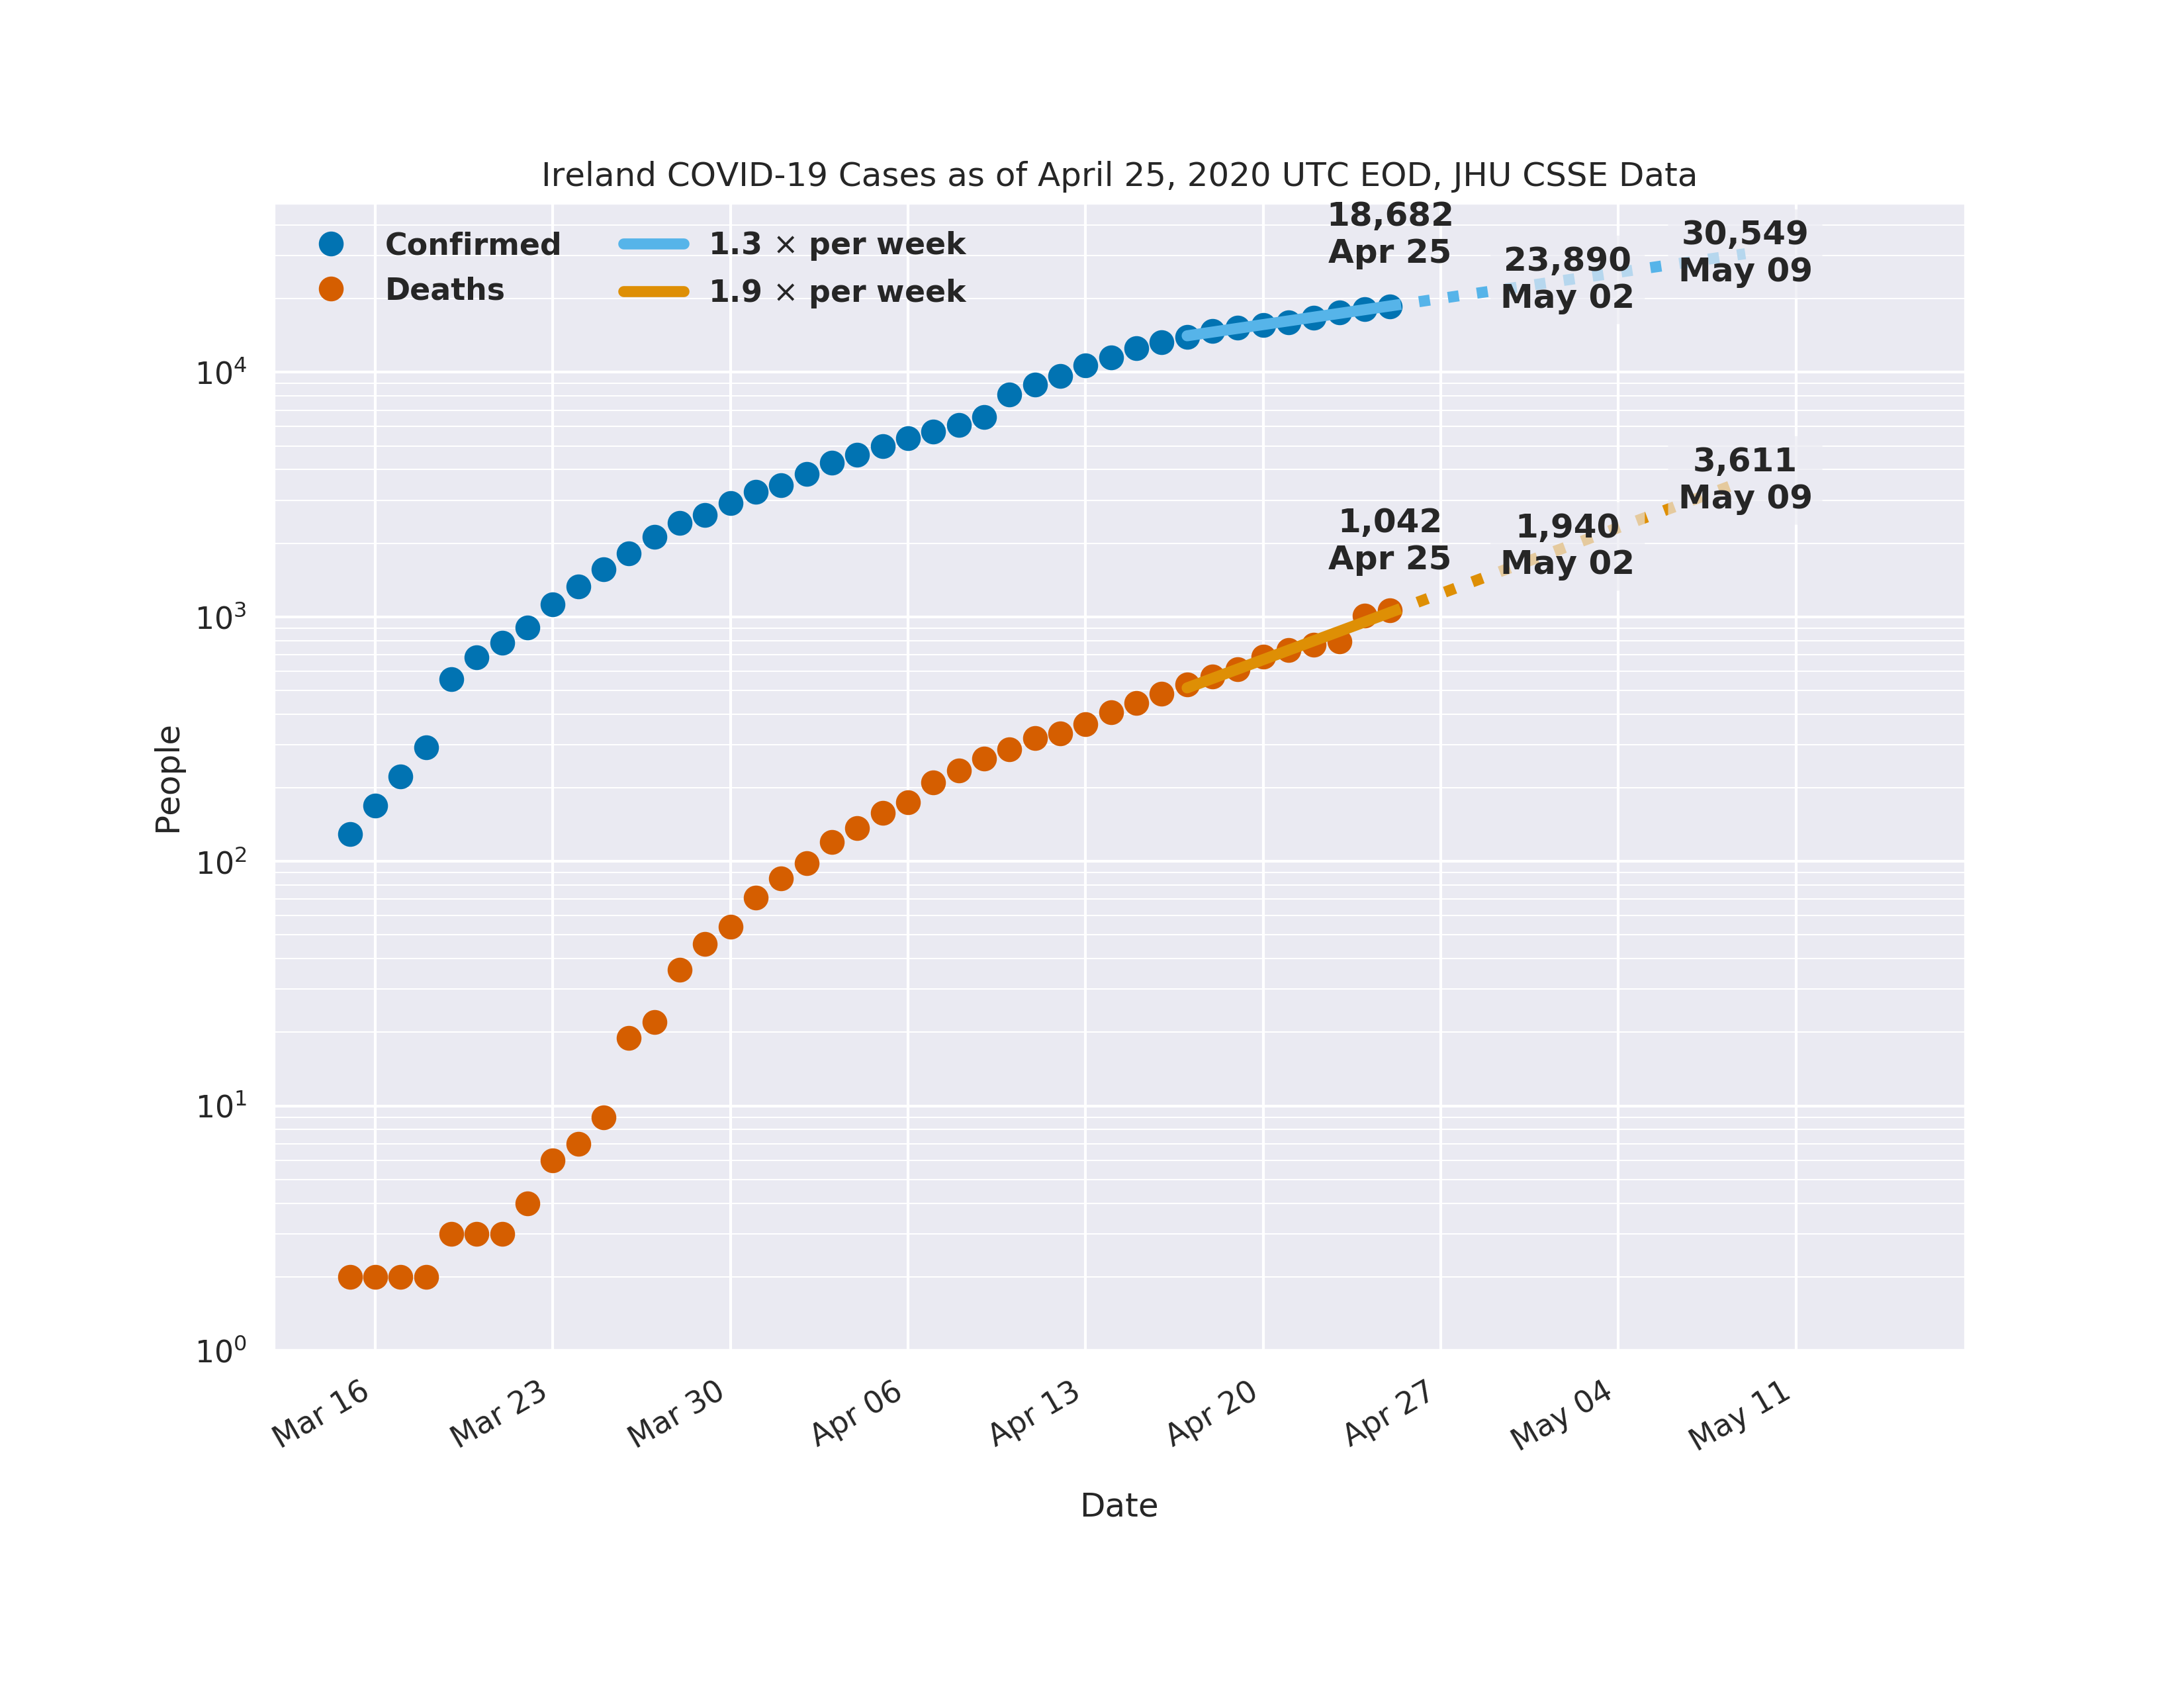 Ireland COVID-19 Cases as of April 25, 2020 UTC EOD, JHU CSSE Data
Confirmed
Deaths
1.3 × per week
1.9 × per week
18,682
Apr 25
23,890
May 02
30,549
May 09
1,042
Apr 25
1,940
May 02
3,611
May 09
People
10⁴
10³
10²
10¹
10⁰
Mar 16
Mar 23
Mar 30
Apr 06
Apr 13
Apr 20
Apr 27
May 04
May 11
Date